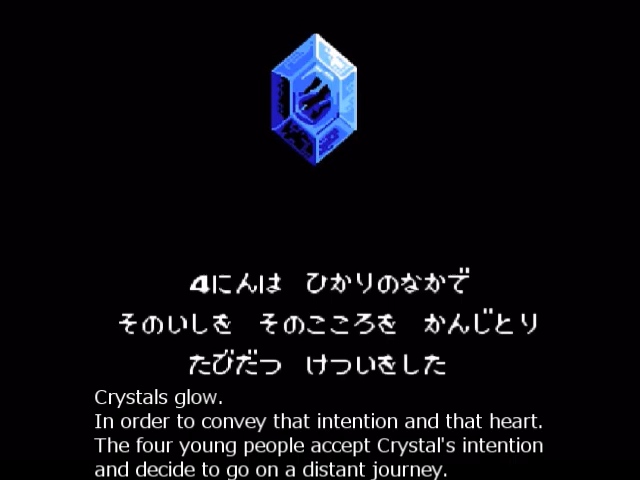 4にんは ひかりのなかで
そのいしを そのこころを かんじとり
たびだつ けついをした
Crystals glow.
In order to convey that intention and that heart.
The four young people accept Crystal's intention
and decide to go on a distant journey.